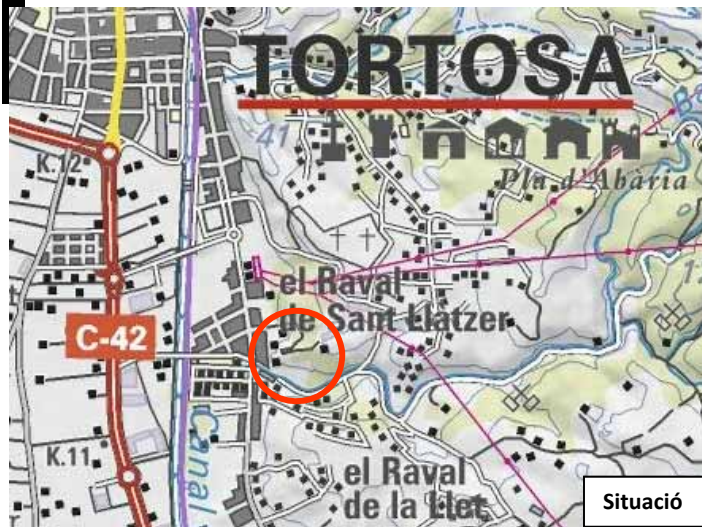 TORTOSA
41
K.12
Pla d'Abària
el Raval
de Sant Llàtzer
C-42
K.11
Canal
el Raval
de la Llet
Situació